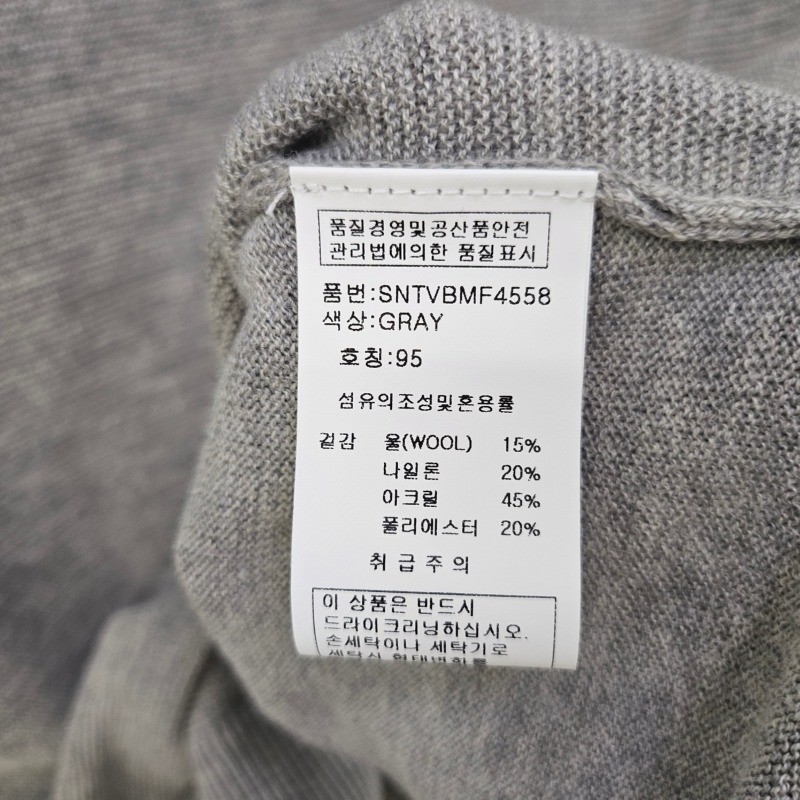 품질경영및공산품안전
관리법에의한 품질표시
품번:SNTVBMF4558
색상:GRAY
호칭:95
섬유의조성및혼용률
겉감 울(WOOL) 15%
나일론 20%
아크릴 45%
폴리에스터 20%
취급주의
이 상품은 반드시
드라이크리닝하십시오.
손세탁이나 세탁기로